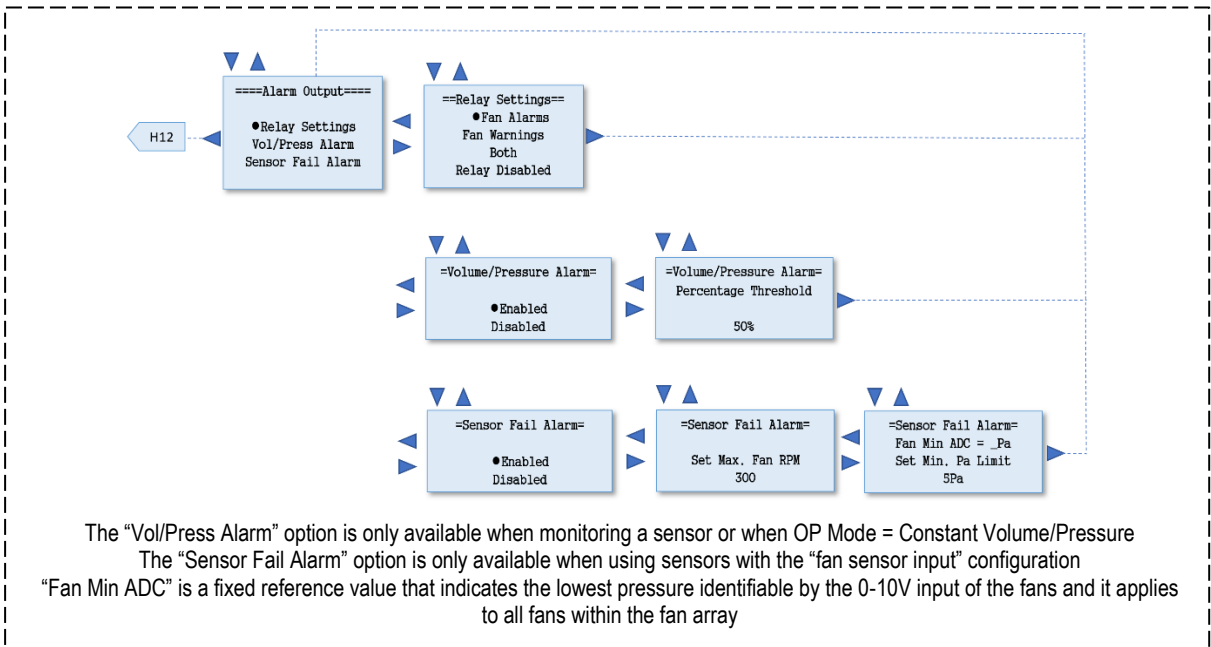 ====Alarm Output====
●Relay Settings
Vol/Press Alarm
Sensor Fail Alarm
H12
==Relay Settings==
●Fan Alarms
Fan Warnings
Both
Relay Disabled
=Volume/Pressure Alarm=
●Enabled
Disabled
=Volume/Pressure Alarm=
Percentage Threshold
50%
=Sensor Fail Alarm=
●Enabled
Disabled
=Sensor Fail Alarm=
Set Max. Fan RPM
300
=Sensor Fail Alarm=
Fan Min ADC = _Pa
Set Min. Pa Limit
5Pa
The “Vol/Press Alarm” option is only available when monitoring a sensor or when OP Mode = Constant Volume/Pressure
The “Sensor Fail Alarm” option is only available when using sensors with the “fan sensor input” configuration
“Fan Min ADC” is a fixed reference value that indicates the lowest pressure identifiable by the 0-10V input of the fans and it applies
to all fans within the fan array